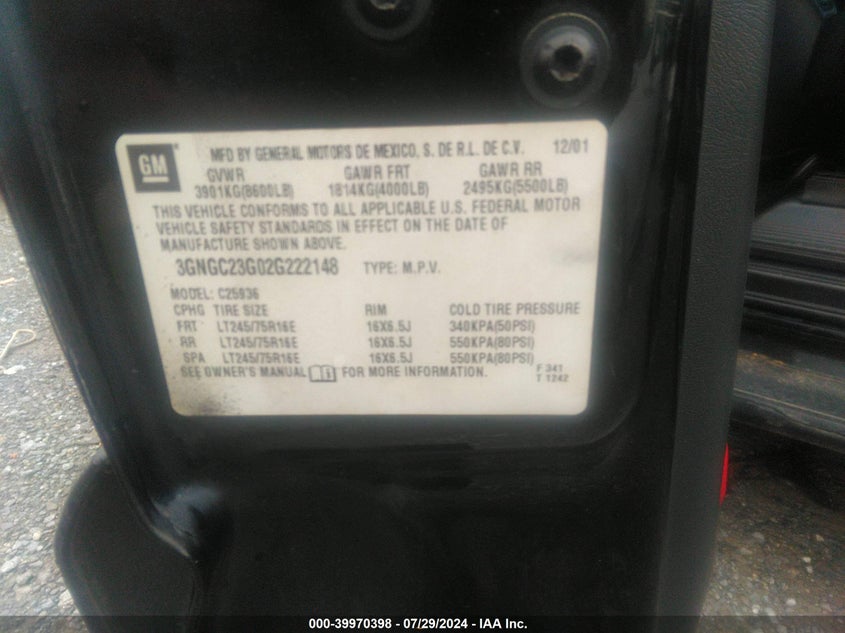 GM
MFD BY GENERAL MOTORS DE MEXICO, S. DE R.L. DE C.V. 12/01
GVWR GAWR FRT GAWR RR
3901KG(8600LB) 1814KG(4000LB) 2495KG(5500LB)
THIS VEHICLE CONFORMS TO ALL APPLICABLE U.S. FEDERAL MOTOR
VEHICLE SAFETY STANDARDS IN EFFECT ON THE DATE OF
MANUFACTURE SHOWN ABOVE.
3GNGC23G02G222148 TYPE: M.P.V.
MODEL: C25936
CPHG TIRE SIZE RIM COLD TIRE PRESSURE
FRT LT245/75R16E 16X6.5J 340KPA(50PSI)
RR LT245/75R16E 16X6.5J 550KPA(80PSI)
SPA LT245/75R16E 16X6.5J 550KPA(80PSI)
SEE OWNER'S MANUAL FOR MORE INFORMATION. F 341
T 1242
000-39970398 - 07/29/2024 - IAA Inc.